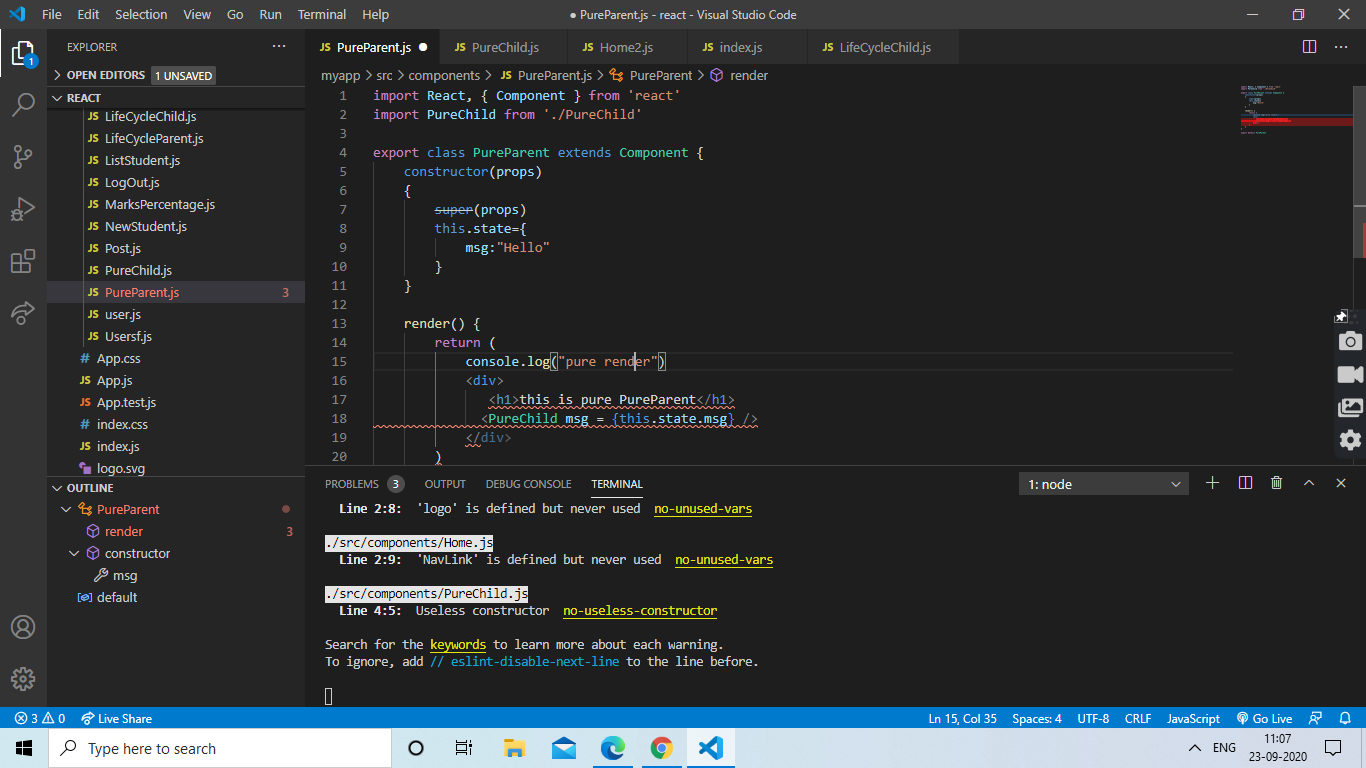 File Edit Selection View Go Run Terminal Help
● PureParent.js - react - Visual Studio Code
EXPLORER
OPEN EDITORS 1 UNSAVED
REACT
JS LifeCycleChild.js
JS LifeCycleParent.js
JS ListStudent.js
JS LogOut.js
JS MarksPercentage.js
JS NewStudent.js
JS Post.js
JS PureChild.js
JS PureParent.js 3
JS user.js
JS Usersf.js
# App.css
JS App.js
JS App.test.js
# index.css
JS index.js
logo.svg
OUTLINE
PureParent
render 3
constructor
msg
default
1
JS PureParent.js ● JS PureChild.js JS Home2.js JS index.js JS LifeCycleChild.js
myapp > src > components > JS PureParent.js > PureParent > render
1 import React, { Component } from 'react'
2 import PureChild from './PureChild'
3
4 export class PureParent extends Component {
5 constructor(props)
6 {
7 super(props)
8 this.state={
9 msg:"Hello"
10 }
11 }
12
13 render() {
14 return (
15 console.log("pure render")
16 <div>
17 <h1>this is pure PureParent</h1>
18 <PureChild msg = {this.state.msg} />
19 </div>
20 )
PROBLEMS 3 OUTPUT DEBUG CONSOLE TERMINAL 1: node
Line 2:8: 'logo' is defined but never used no-unused-vars
./src/components/Home.js
Line 2:9: 'NavLink' is defined but never used no-unused-vars
./src/components/PureChild.js
Line 4:5: Useless constructor no-useless-constructor
Search for the keywords to learn more about each warning.
To ignore, add // eslint-disable-next-line to the line before.
3 0 Live Share Ln 15, Col 35 Spaces: 4 UTF-8 CRLF JavaScript Go Live
Type here to search
ENG
11:07
23-09-2020